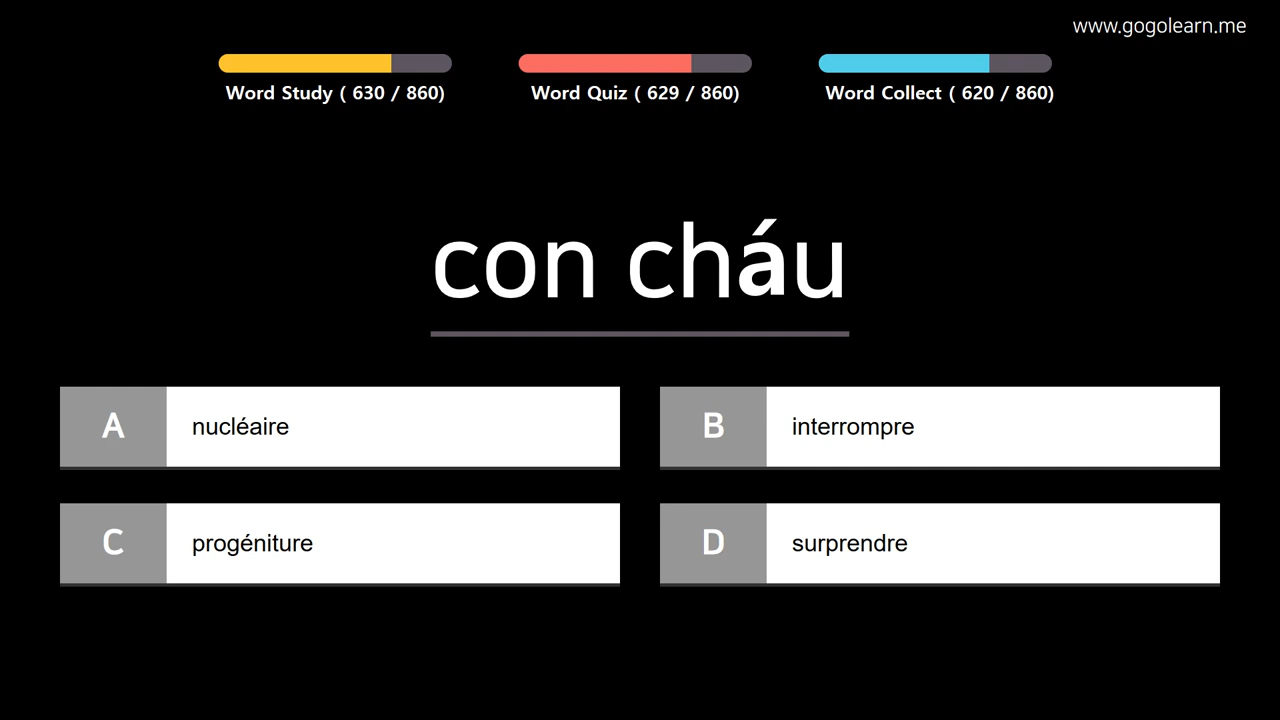 www.gogolearn.me
Word Study ( 630 / 860)
Word Quiz ( 629 / 860)
Word Collect ( 620 / 860)
con cháu
A nucléaire
B interrompre
C progéniture
D surprendre